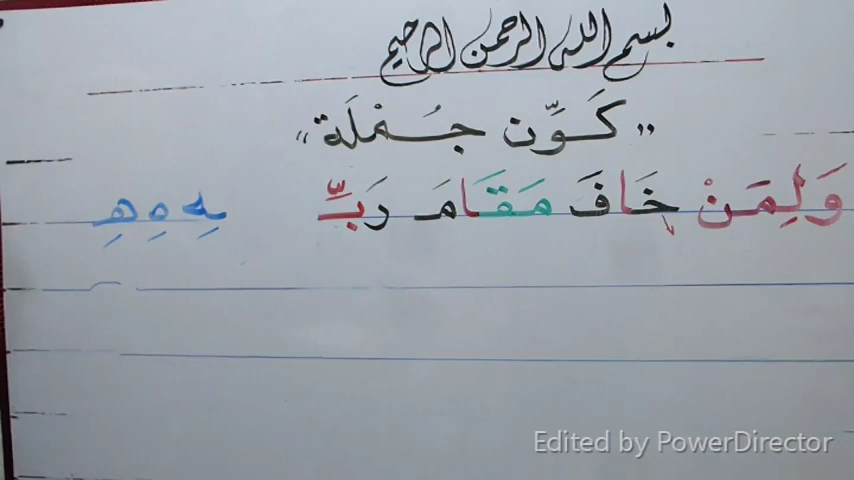 بسم الله الرحمن الرحيم
"كَوِّن جُمْلَة"
وَلِمَنْ خَافَ مَقَامَ رَبِّ ـِهِ هِ هِـ
Edited by PowerDirector